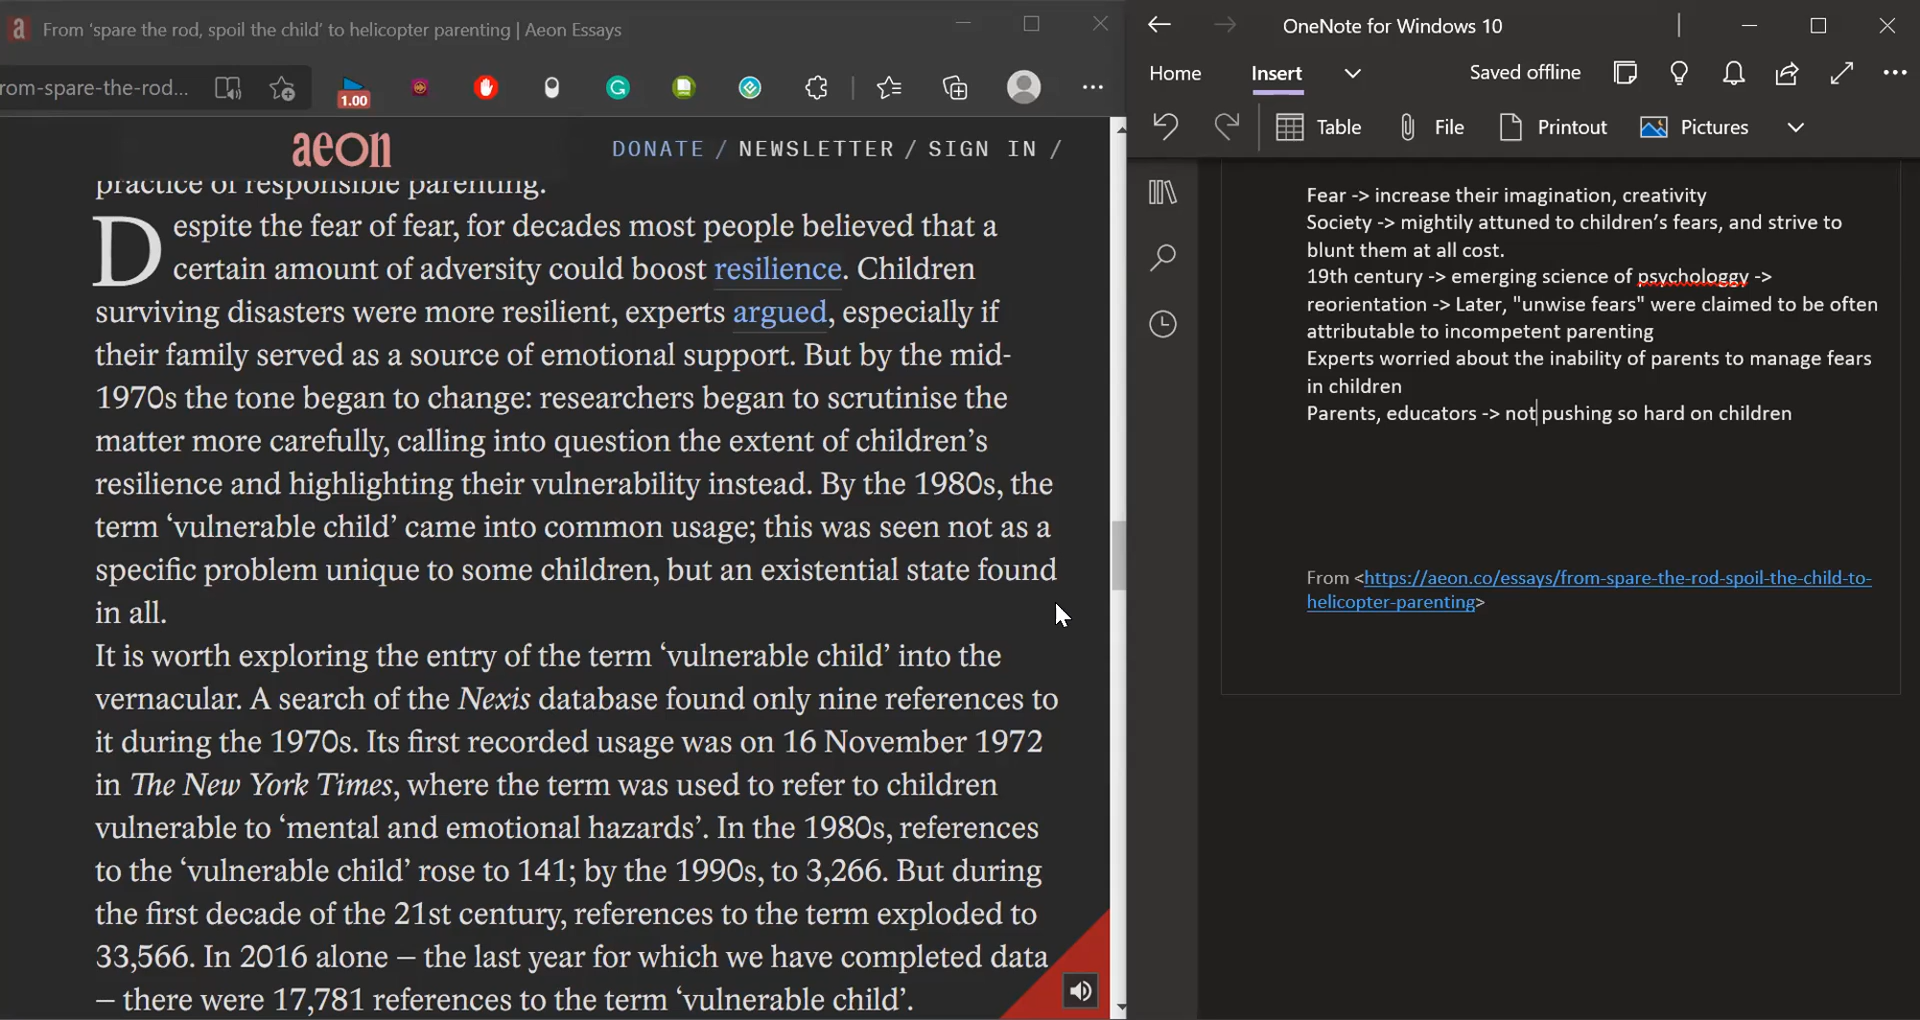 From ‘spare the rod, spoil the child’ to helicopter parenting | Aeon Essays
rom-spare-the-rod...
1.00
aeon
DONATE / NEWSLETTER / SIGN IN /
practice of responsible parenting.
Despite the fear of fear, for decades most people believed that a
certain amount of adversity could boost resilience. Children
surviving disasters were more resilient, experts argued, especially if
their family served as a source of emotional support. But by the mid-
1970s the tone began to change: researchers began to scrutinise the
matter more carefully, calling into question the extent of children’s
resilience and highlighting their vulnerability instead. By the 1980s, the
term ‘vulnerable child’ came into common usage; this was seen not as a
specific problem unique to some children, but an existential state found
in all.
It is worth exploring the entry of the term ‘vulnerable child’ into the
vernacular. A search of the Nexis database found only nine references to
it during the 1970s. Its first recorded usage was on 16 November 1972
in The New York Times, where the term was used to refer to children
vulnerable to ‘mental and emotional hazards’. In the 1980s, references
to the ‘vulnerable child’ rose to 141; by the 1990s, to 3,266. But during
the first decade of the 21st century, references to the term exploded to
33,566. In 2016 alone – the last year for which we have completed data
– there were 17,781 references to the term ‘vulnerable child’.
OneNote for Windows 10
Home Insert Saved offline
Table File Printout Pictures
Fear -> increase their imagination, creativity
Society -> mightily attuned to children’s fears, and strive to
blunt them at all cost.
19th century -> emerging science of psychologgy ->
reorientation -> Later, "unwise fears" were claimed to be often
attributable to incompetent parenting
Experts worried about the inability of parents to manage fears
in children
Parents, educators -> not pushing so hard on children
From <https://aeon.co/essays/from-spare-the-rod-spoil-the-child-to-
helicopter-parenting>